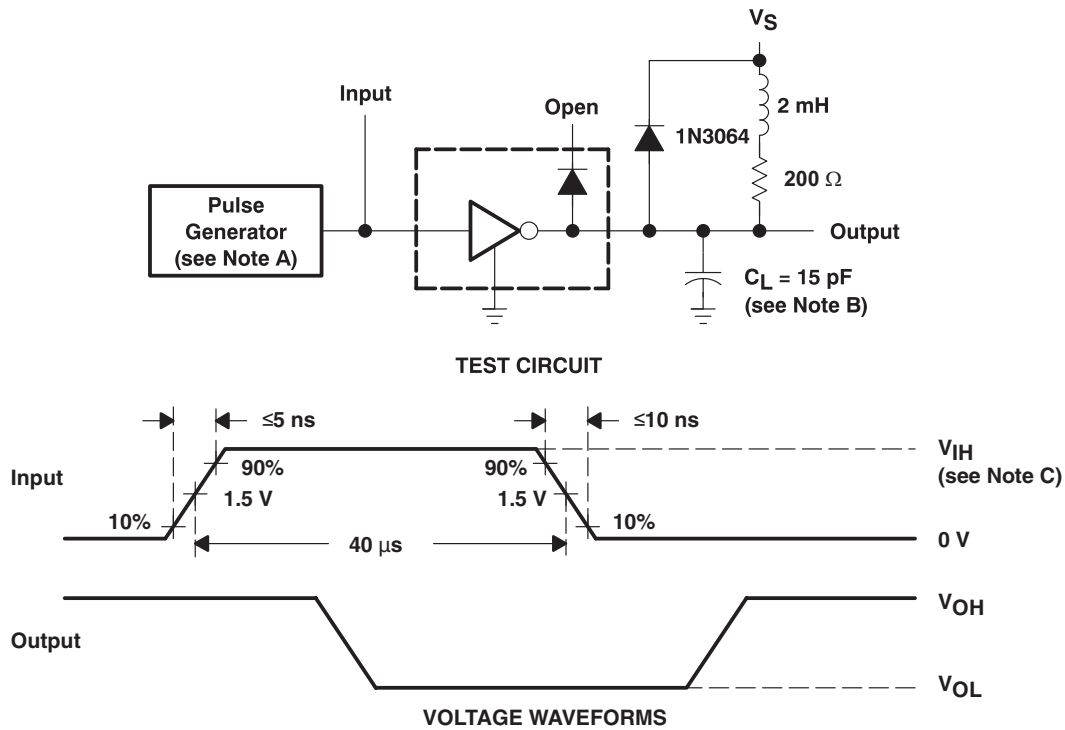 VS
Input
2 mH
Open
1N3064
200 Ω
Pulse
Generator
(see Note A)
Output
CL = 15 pF
(see Note B)
TEST CIRCUIT
≤5 ns
≤10 ns
Input
VIH
(see Note C)
90%
90%
1.5 V
1.5 V
10%
10%
40 μs
0 V
VOH
Output
VOL
VOLTAGE WAVEFORMS